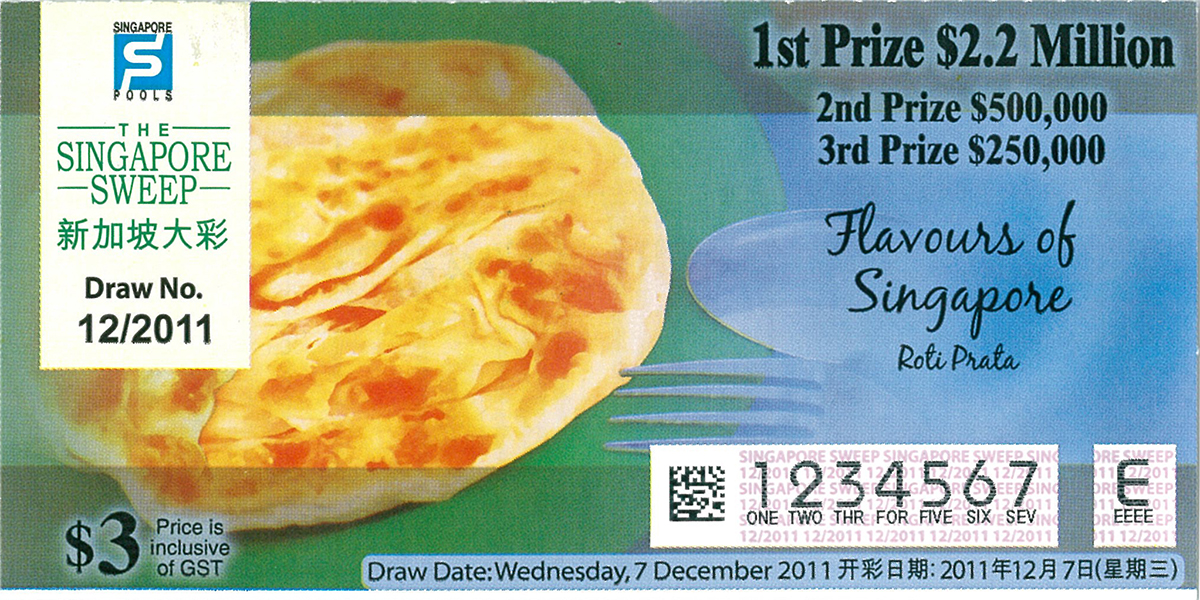 SINGAPORE
POOLS
THE
SINGAPORE
SWEEP
新加坡大彩
Draw No.
12/2011
1st Prize $2.2 Million
2nd Prize $500,000
3rd Prize $250,000
Flavours of
Singapore
Roti Prata
1234567
ONE TWO THR FOR FIVE SIX SEV
E
EEEE
$3
Price is
inclusive
of GST
Draw Date: Wednesday, 7 December 2011 开彩日期: 2011年12月7日(星期三)